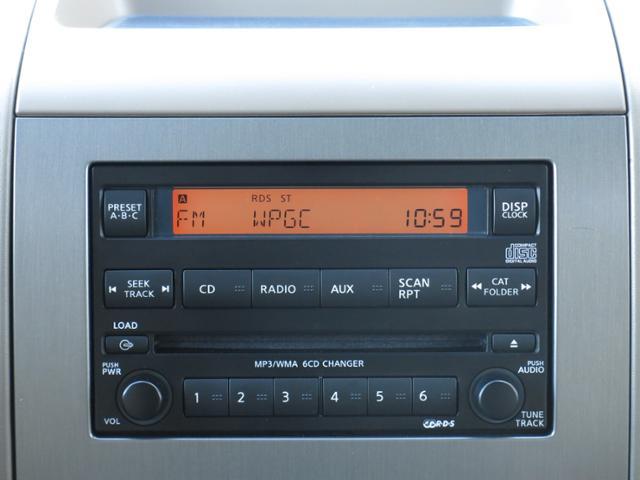 PRESET
A·B·C
A RDS ST
FM WPGC 10:59
DISP
CLOCK
COMPACT
disc
DIGITAL AUDIO
SEEK
TRACK
CD
RADIO
AUX
SCAN
RPT
CAT
FOLDER
LOAD
MP3/WMA 6CD CHANGER
PUSH
PWR
VOL
1 2 3 4 5 6
PUSH
AUDIO
TUNE
TRACK
R·D·S